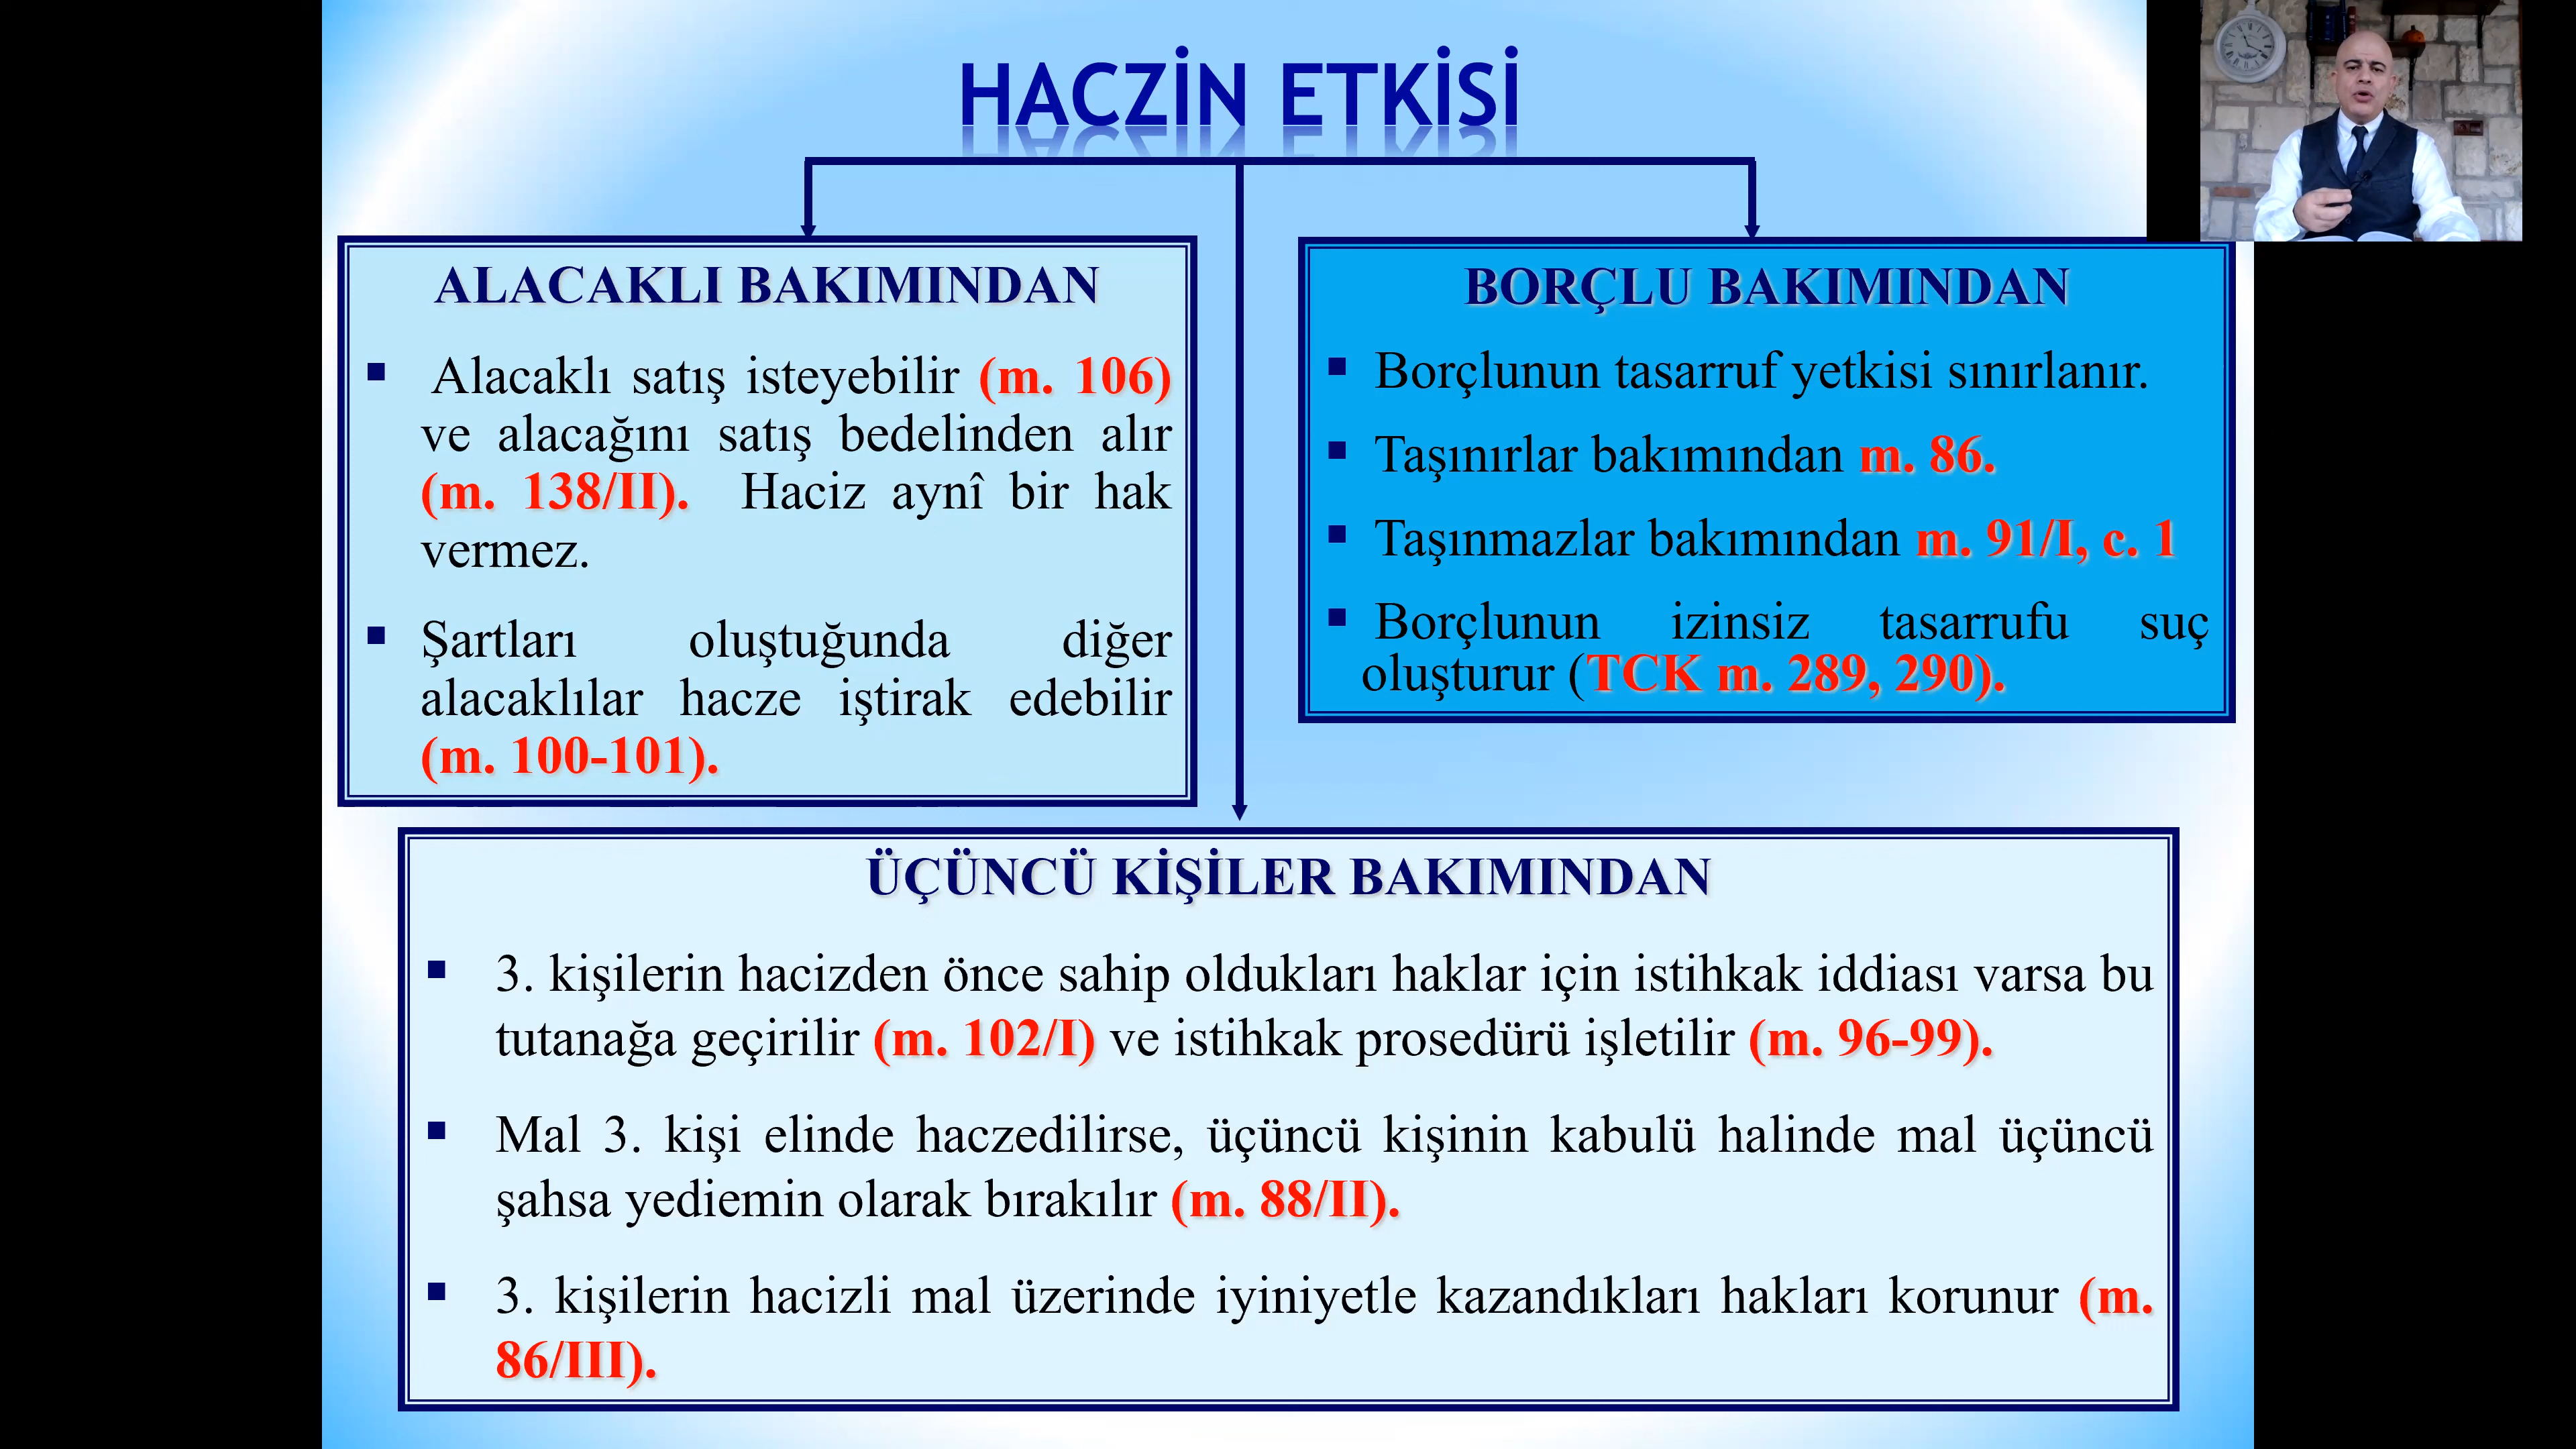 HACZİN ETKİSİ
ALACAKLI BAKIMINDAN
▪ Alacaklı satış isteyebilir (m. 106)
ve alacağını satış bedelinden alır
(m. 138/II). Haciz aynî bir hak
vermez.
▪ Şartları oluştuğunda diğer
alacaklılar hacze iştirak edebilir
(m. 100-101).
BORÇLU BAKIMINDAN
▪ Borçlunun tasarruf yetkisi sınırlanır.
▪ Taşınırlar bakımından m. 86.
▪ Taşınmazlar bakımından m. 91/I, c. 1
▪ Borçlunun izinsiz tasarrufu suç
oluşturur (TCK m. 289, 290).
ÜÇÜNCÜ KİŞİLER BAKIMINDAN
▪ 3. kişilerin hacizden önce sahip oldukları haklar için istihkak iddiası varsa bu
tutanağa geçirilir (m. 102/I) ve istihkak prosedürü işletilir (m. 96-99).
▪ Mal 3. kişi elinde haczedilirse, üçüncü kişinin kabulü halinde mal üçüncü
şahsa yediemin olarak bırakılır (m. 88/II).
▪ 3. kişilerin hacizli mal üzerinde iyiniyetle kazandıkları hakları korunur (m.
86/III).